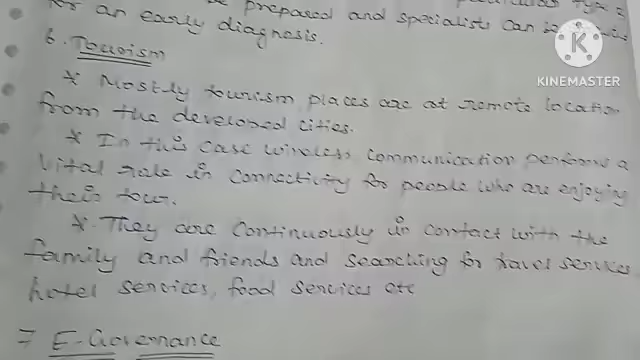 be prepared and specialists can
for an early diagnosis.
KINEMASTER
6. Tourism
* Mostly tourism places are at remote location
from the developed cities.
* In this case wireless communication performs a
vital role in connectivity for people who are enjoying
their tour.
* They are continuously in contact with the
family and friends and searching for travel services
hotel services, food services etc
7 E-Governance